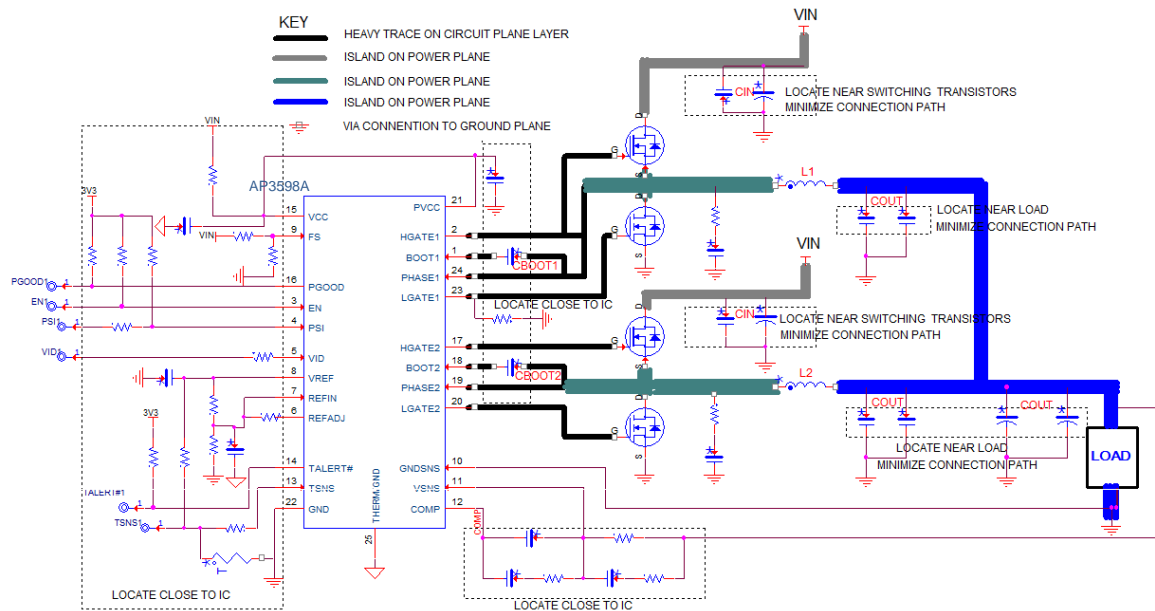 KEY
HEAVY TRACE ON CIRCUIT PLANE LAYER
ISLAND ON POWER PLANE
ISLAND ON POWER PLANE
ISLAND ON POWER PLANE
VIA CONNENTION TO GROUND PLANE
VIN
CIN
LOCATE NEAR SWITCHING TRANSISTORS
MINIMIZE CONNECTION PATH
VIN
3V3
AP3598A
15 VCC
9 FS
VIN
16 PGOOD
3 EN
4 PSI
5 VID
8 VREF
7 REFIN
6 REFADJ
14 TALERT#
13 TSNS
22 GND
PVCC 21
HGATE1 2
BOOT1 1
PHASE1 24
LGATE1 23
HGATE2 17
BOOT2 18
PHASE2 19
LGATE2 20
GNDSNS 10
VSNS 11
COMP 12
THERM/GND
25
PGOOD1 1
EN1 1
PSI1 1
VID1 1
3V3
TALERT#1 1
TSNS1 1
T
LOCATE CLOSE TO IC
CBOOT1
LOCATE CLOSE TO IC
CBOOT2
COMP
LOCATE CLOSE TO IC
D
G
S
D
G
S
L1
COUT
LOCATE NEAR LOAD
MINIMIZE CONNECTION PATH
VIN
CIN
LOCATE NEAR SWITCHING TRANSISTORS
MINIMIZE CONNECTION PATH
D
G
S
D
G
S
L2
COUT
COUT
LOCATE NEAR LOAD
MINIMIZE CONNECTION PATH
LOAD